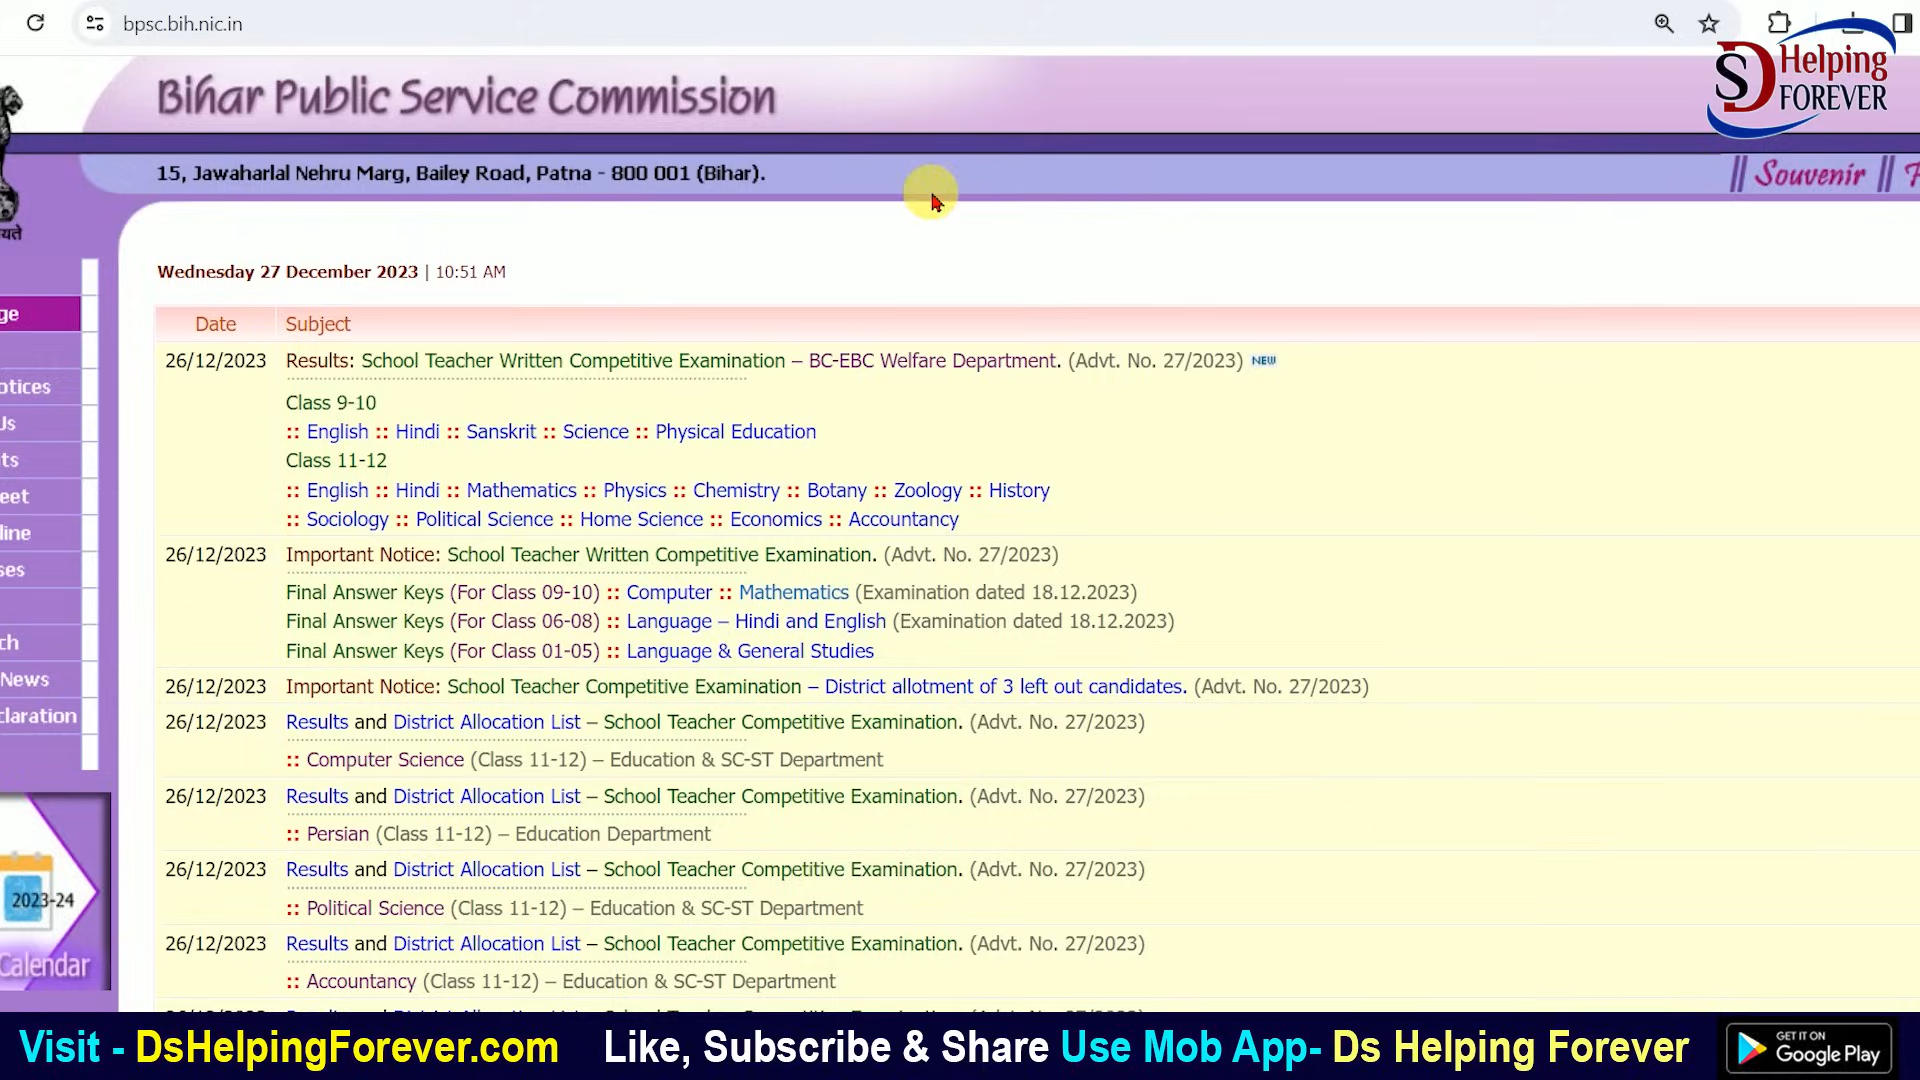 bpsc.bih.nic.in
SD Helping
FOREVER
Bihar Public Service Commission
15, Jawaharlal Nehru Marg, Bailey Road, Patna - 800 001 (Bihar).
|| Souvenir || F
यते
Wednesday 27 December 2023 | 10:51 AM
ge
otices
Us
ts
eet
line
ses
ch
News
claration
2023-24
Calendar
Date Subject
26/12/2023 Results: School Teacher Written Competitive Examination – BC-EBC Welfare Department. (Advt. No. 27/2023) NEW
Class 9-10
:: English :: Hindi :: Sanskrit :: Science :: Physical Education
Class 11-12
:: English :: Hindi :: Mathematics :: Physics :: Chemistry :: Botany :: Zoology :: History
:: Sociology :: Political Science :: Home Science :: Economics :: Accountancy
26/12/2023 Important Notice: School Teacher Written Competitive Examination. (Advt. No. 27/2023)
Final Answer Keys (For Class 09-10) :: Computer :: Mathematics (Examination dated 18.12.2023)
Final Answer Keys (For Class 06-08) :: Language – Hindi and English (Examination dated 18.12.2023)
Final Answer Keys (For Class 01-05) :: Language & General Studies
26/12/2023 Important Notice: School Teacher Competitive Examination – District allotment of 3 left out candidates. (Advt. No. 27/2023)
26/12/2023 Results and District Allocation List – School Teacher Competitive Examination. (Advt. No. 27/2023)
:: Computer Science (Class 11-12) – Education & SC-ST Department
26/12/2023 Results and District Allocation List – School Teacher Competitive Examination. (Advt. No. 27/2023)
:: Persian (Class 11-12) – Education Department
26/12/2023 Results and District Allocation List – School Teacher Competitive Examination. (Advt. No. 27/2023)
:: Political Science (Class 11-12) – Education & SC-ST Department
26/12/2023 Results and District Allocation List – School Teacher Competitive Examination. (Advt. No. 27/2023)
:: Accountancy (Class 11-12) – Education & SC-ST Department
Visit - DsHelpingForever.com Like, Subscribe & Share Use Mob App- Ds Helping Forever
GET IT ON
Google Play